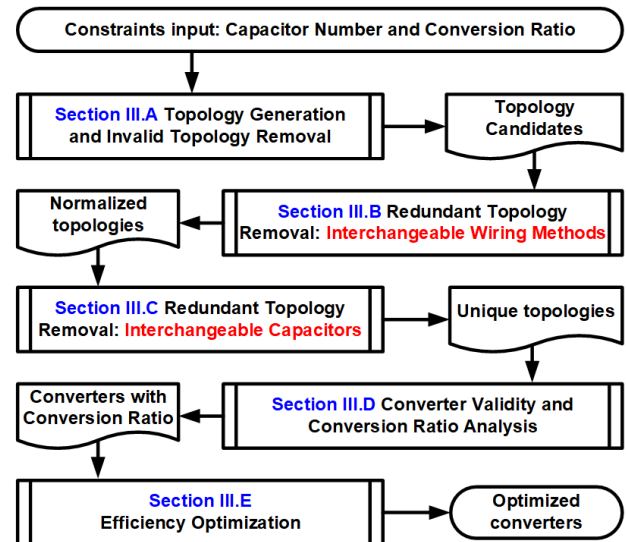 Constraints input: Capacitor Number and Conversion Ratio
Section III.A Topology Generation
and Invalid Topology Removal
Topology
Candidates
Normalized
topologies
Section III.B Redundant Topology
Removal: Interchangeable Wiring Methods
Section III.C Redundant Topology
Removal: Interchangeable Capacitors
Unique topologies
Converters with
Conversion Ratio
Section III.D Converter Validity and
Conversion Ratio Analysis
Section III.E
Efficiency Optimization
Optimized
converters